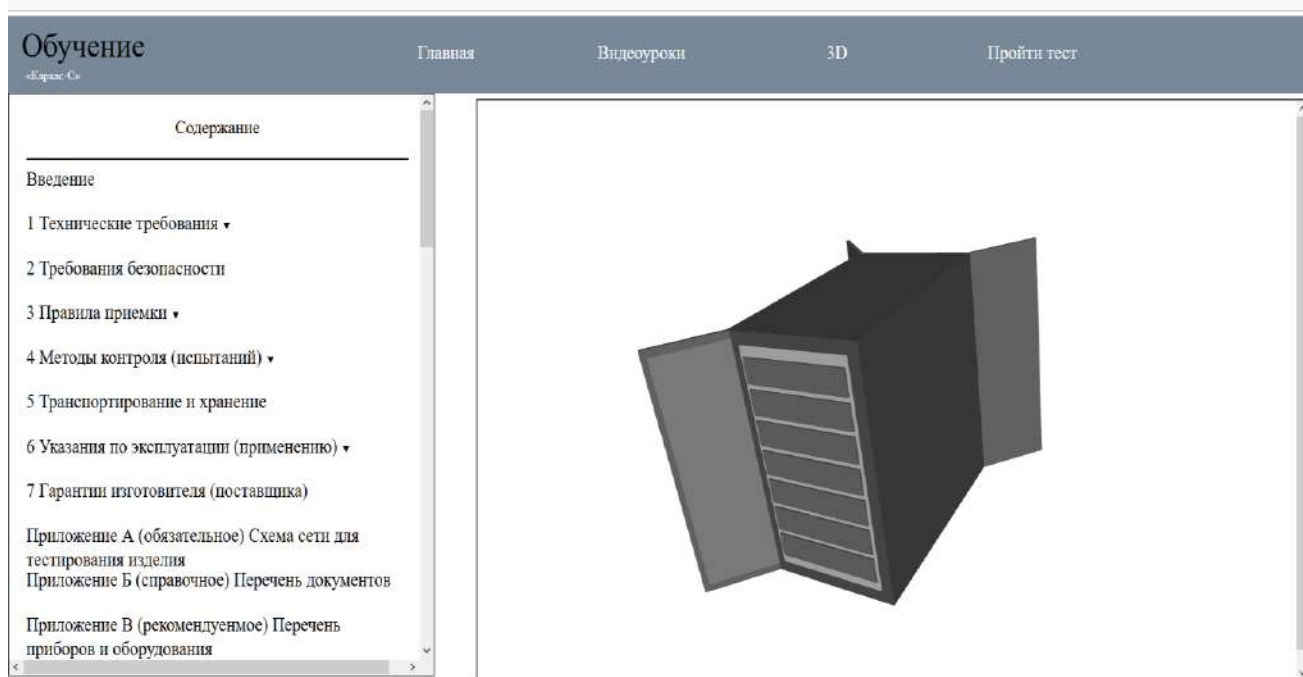 Обучение
«Каркас-С»
Главная
Видеоуроки
3D
Пройти тест
Содержание
Введение
1 Технические требования ▾
2 Требования безопасности
3 Правила приемки ▾
4 Методы контроля (испытаний) ▾
5 Транспортирование и хранение
6 Указания по эксплуатации (применению) ▾
7 Гарантии изготовителя (поставщика)
Приложение А (обязательное) Схема сети для
тестирования изделия
Приложение Б (справочное) Перечень документов
Приложение В (рекомендуенмое) Перечень
приборов и оборудования